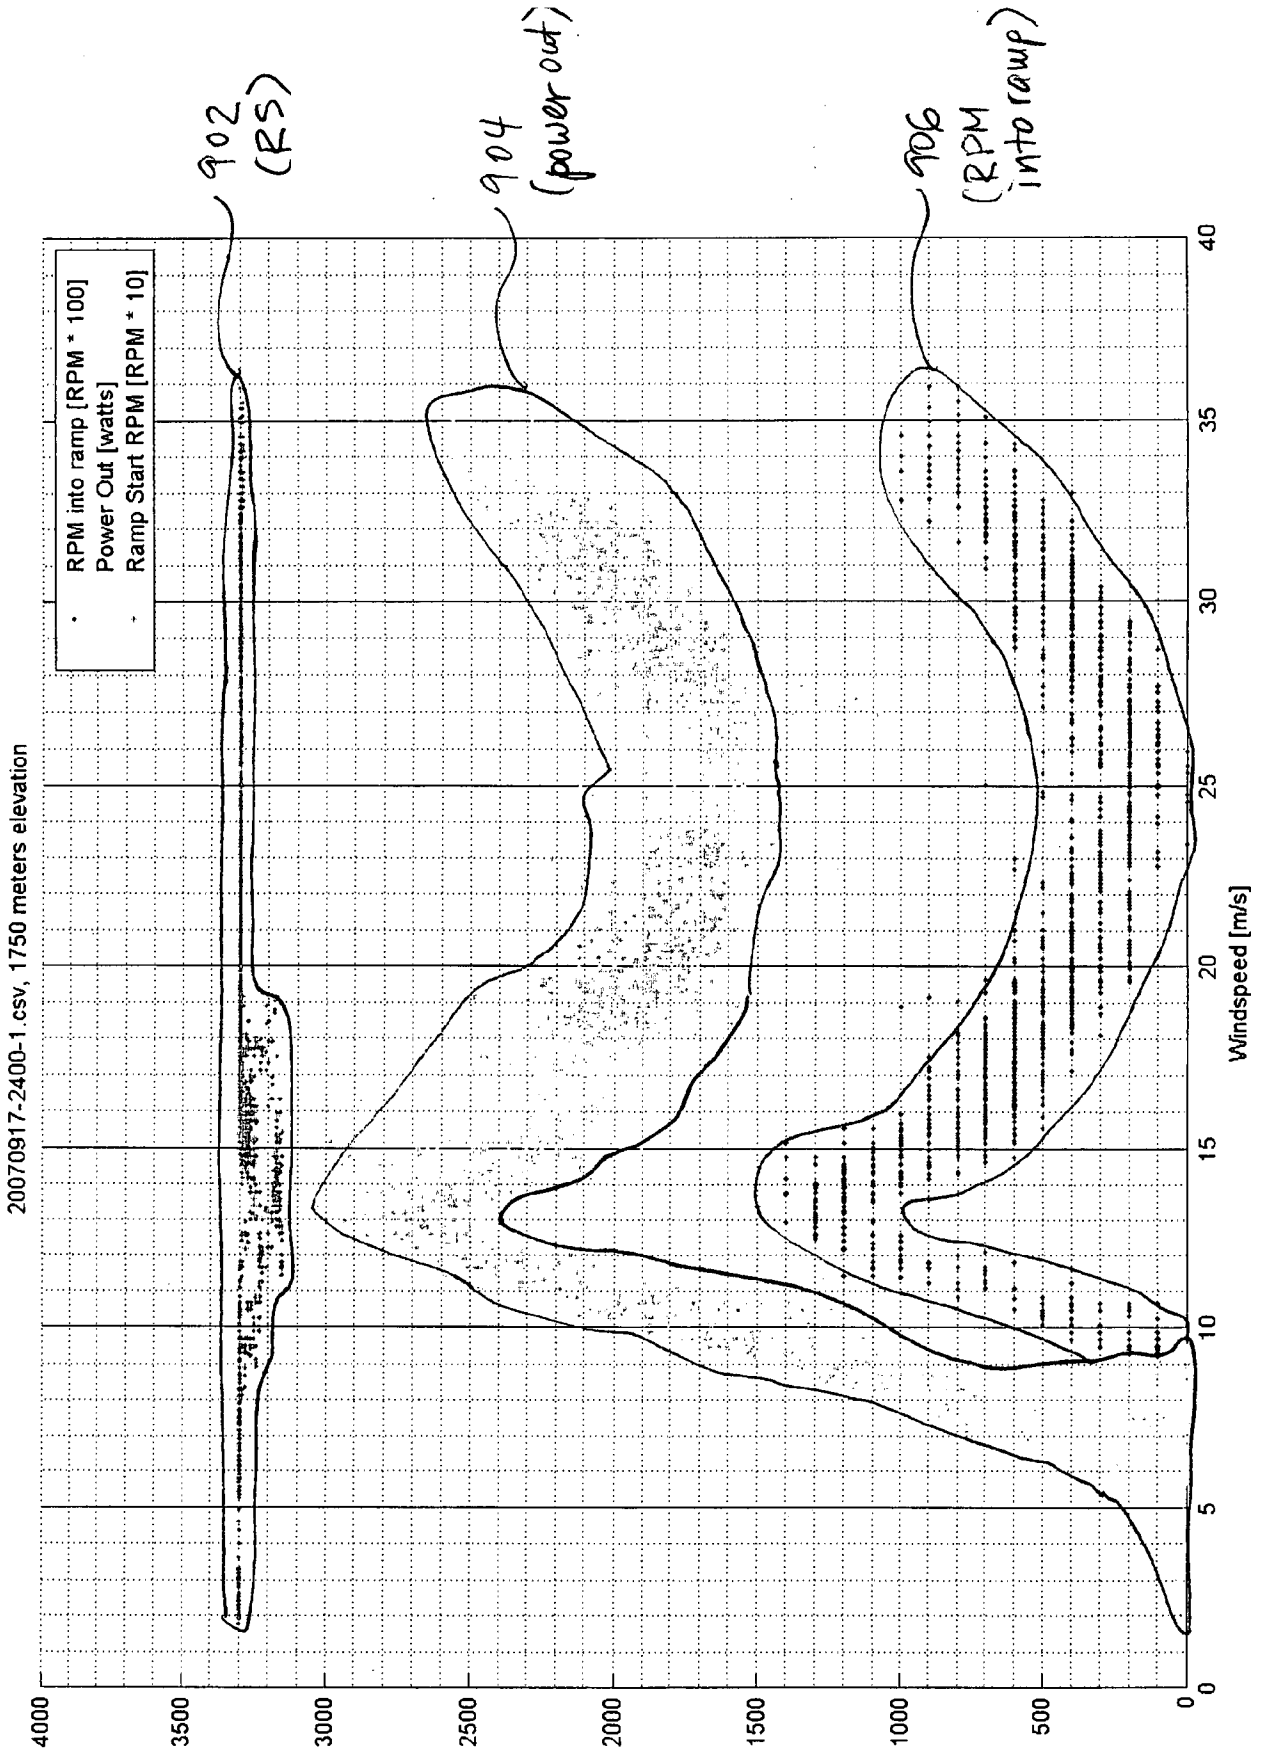 20070917-2400-1.csv, 1750 meters elevation
4000
3500
3000
2500
2000
1500
1000
500
0
0
5
10
15
20
25
30
35
40
Windspeed [m/s]
RPM into ramp [RPM * 100]
Power Out [watts]
Ramp Start RPM [RPM * 10]
902
(RS)
904
(power out)
906
(RPM
into ramp)